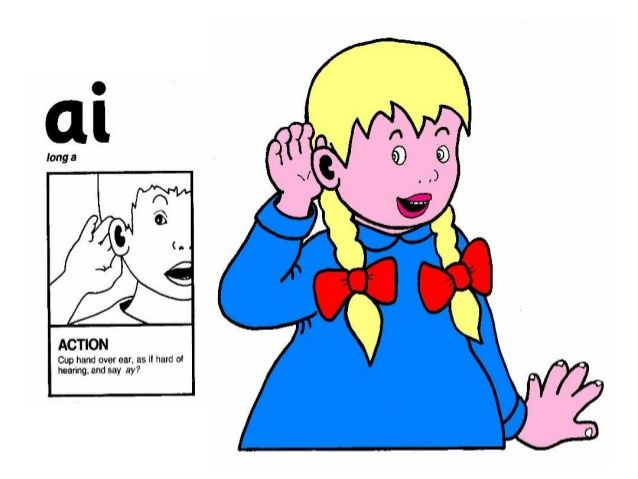 ai
long a
ACTION
Cup hand over ear, as if hard of
hearing, and say ay?